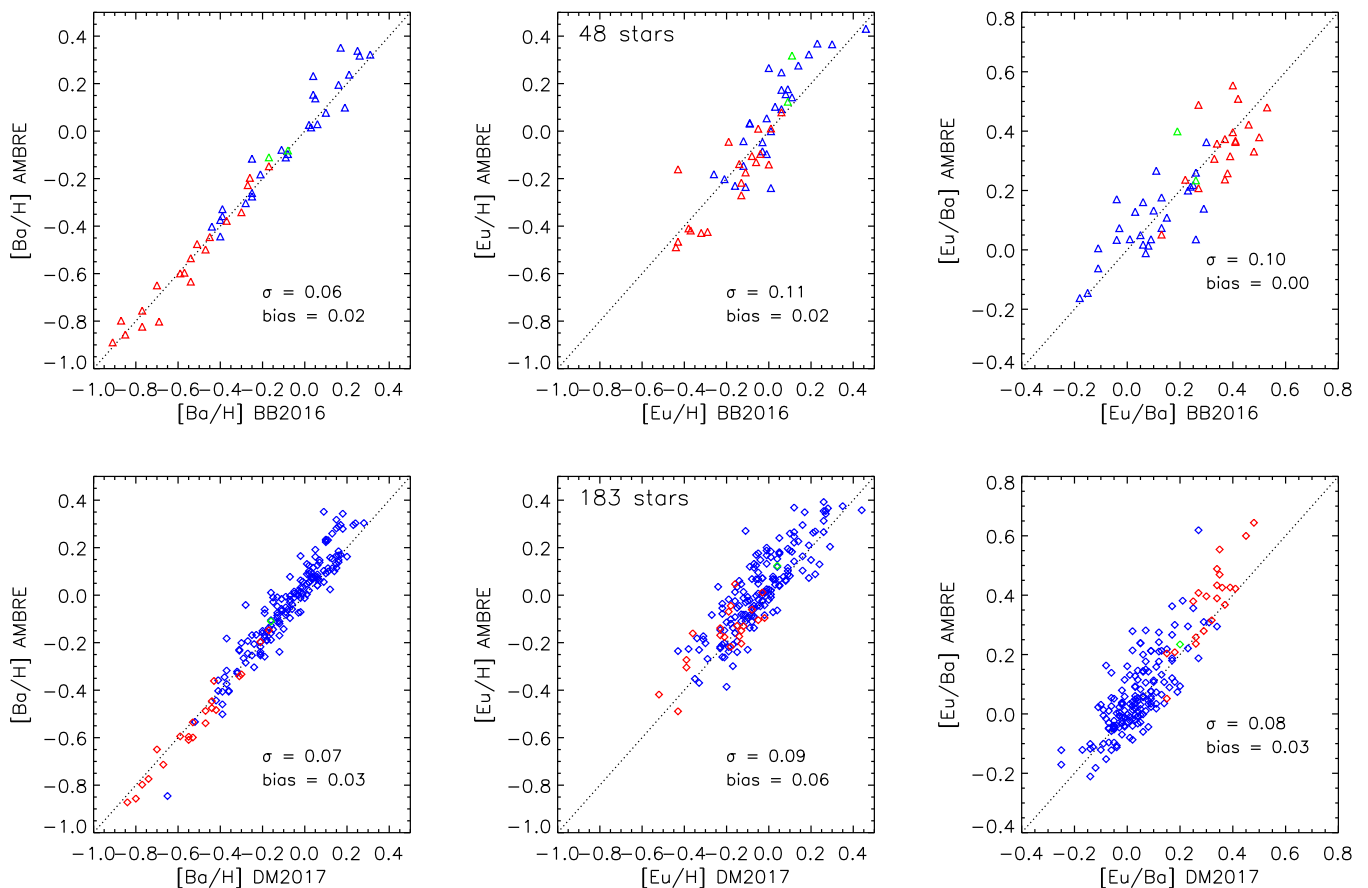 0.4
0.2
0.0
−0.2
−0.4
−0.6
−0.8
−1.0
[Ba/H] AMBRE
σ = 0.06
bias = 0.02
−1.0−0.8−0.6−0.4−0.2 0.0 0.2 0.4
[Ba/H] BB2016
48 stars
0.4
0.2
0.0
−0.2
−0.4
−0.6
−0.8
−1.0
[Eu/H] AMBRE
σ = 0.11
bias = 0.02
−1.0−0.8−0.6−0.4−0.2 0.0 0.2 0.4
[Eu/H] BB2016
0.8
0.6
0.4
0.2
0.0
−0.2
−0.4
[Eu/Ba] AMBRE
σ = 0.10
bias = 0.00
−0.4 −0.2 0.0 0.2 0.4 0.6 0.8
[Eu/Ba] BB2016
0.4
0.2
0.0
−0.2
−0.4
−0.6
−0.8
−1.0
[Ba/H] AMBRE
σ = 0.07
bias = 0.03
−1.0−0.8−0.6−0.4−0.2 0.0 0.2 0.4
[Ba/H] DM2017
183 stars
0.4
0.2
0.0
−0.2
−0.4
−0.6
−0.8
−1.0
[Eu/H] AMBRE
σ = 0.09
bias = 0.06
−1.0−0.8−0.6−0.4−0.2 0.0 0.2 0.4
[Eu/H] DM2017
0.8
0.6
0.4
0.2
0.0
−0.2
−0.4
[Eu/Ba] AMBRE
σ = 0.08
bias = 0.03
−0.4 −0.2 0.0 0.2 0.4 0.6 0.8
[Eu/Ba] DM2017